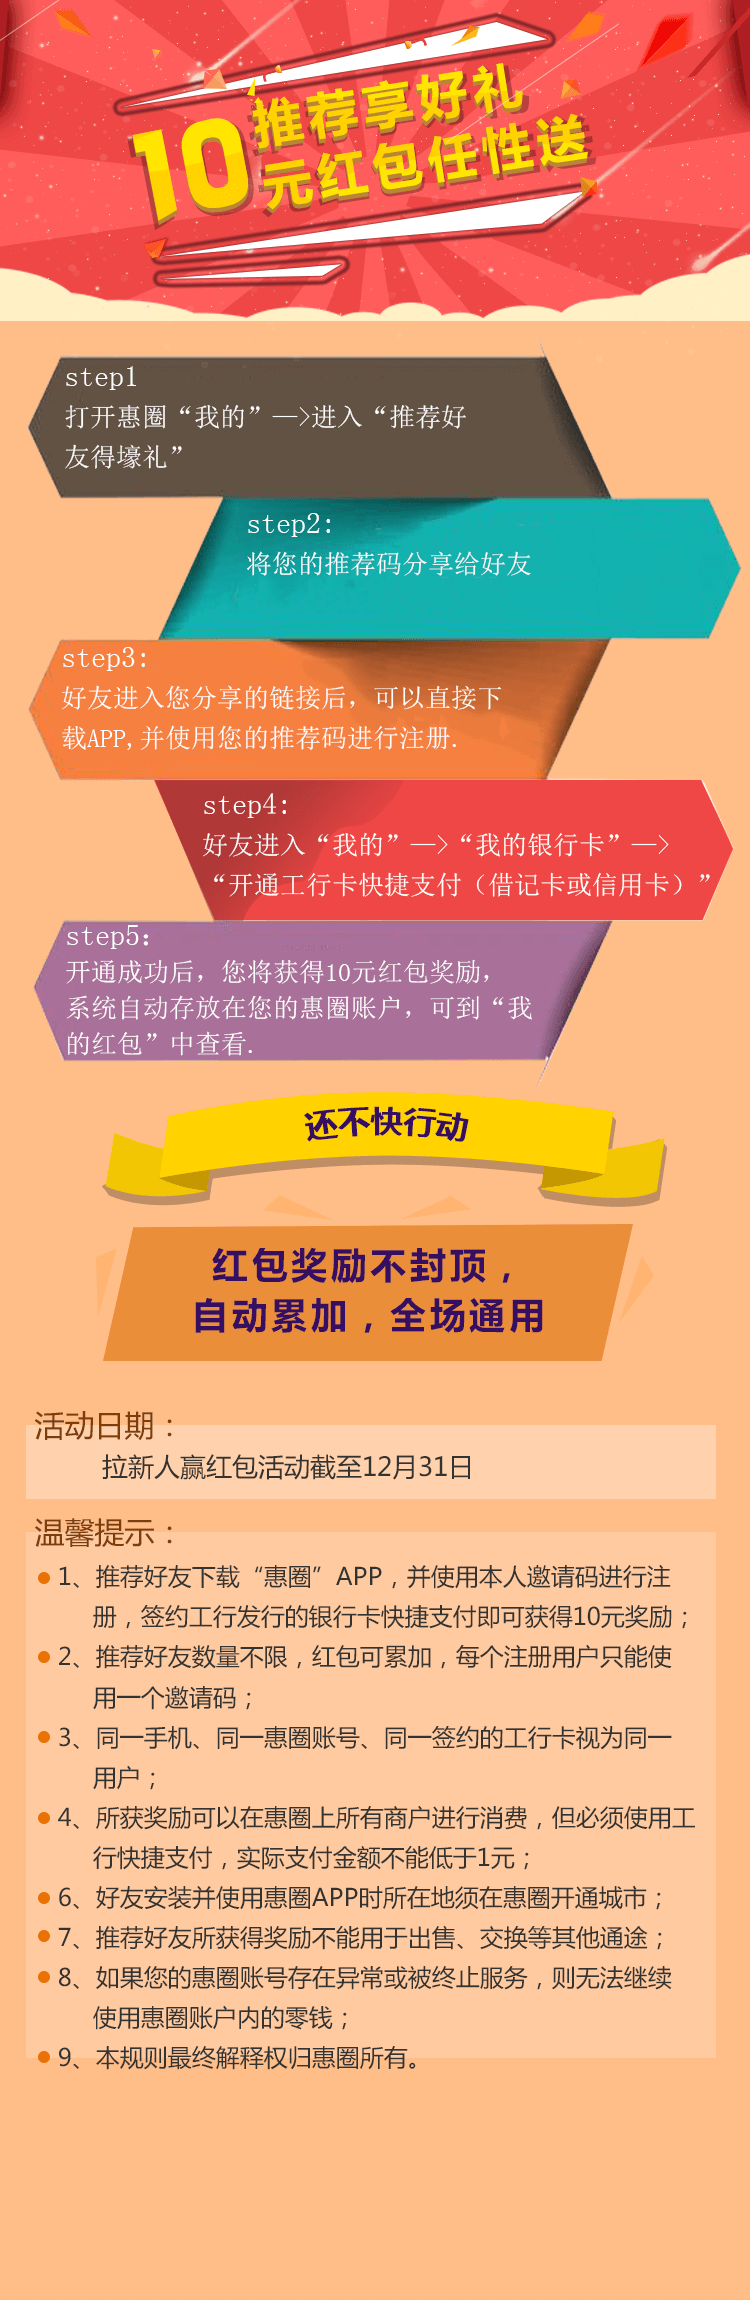 推荐享好礼
10元红包任性送
step1
打开惠圈“我的”—>进入“推荐好
友得壕礼”
step2:
将您的推荐码分享给好友
step3:
好友进入您分享的链接后，可以直接下
载APP,并使用您的推荐码进行注册.
step4:
好友进入“我的”—>“我的银行卡”—>
“开通工行卡快捷支付（借记卡或信用卡）”
step5:
开通成功后，您将获得10元红包奖励，
系统自动存放在您的惠圈账户，可到“我
的红包”中查看.
还不快行动
红包奖励不封顶，
自动累加，全场通用
活动日期：
拉新人赢红包活动截至12月31日
温馨提示：
1、推荐好友下载“惠圈”APP，并使用本人邀请码进行注
册，签约工行发行的银行卡快捷支付即可获得10元奖励；
2、推荐好友数量不限，红包可累加，每个注册用户只能使
用一个邀请码；
3、同一手机、同一惠圈账号、同一签约的工行卡视为同一
用户；
4、所获奖励可以在惠圈上所有商户进行消费，但必须使用工
行快捷支付，实际支付金额不能低于1元；
6、好友安装并使用惠圈APP时所在地须在惠圈开通城市；
7、推荐好友所获得奖励不能用于出售、交换等其他通途；
8、如果您的惠圈账号存在异常或被终止服务，则无法继续
使用惠圈账户内的零钱；
9、本规则最终解释权归惠圈所有。